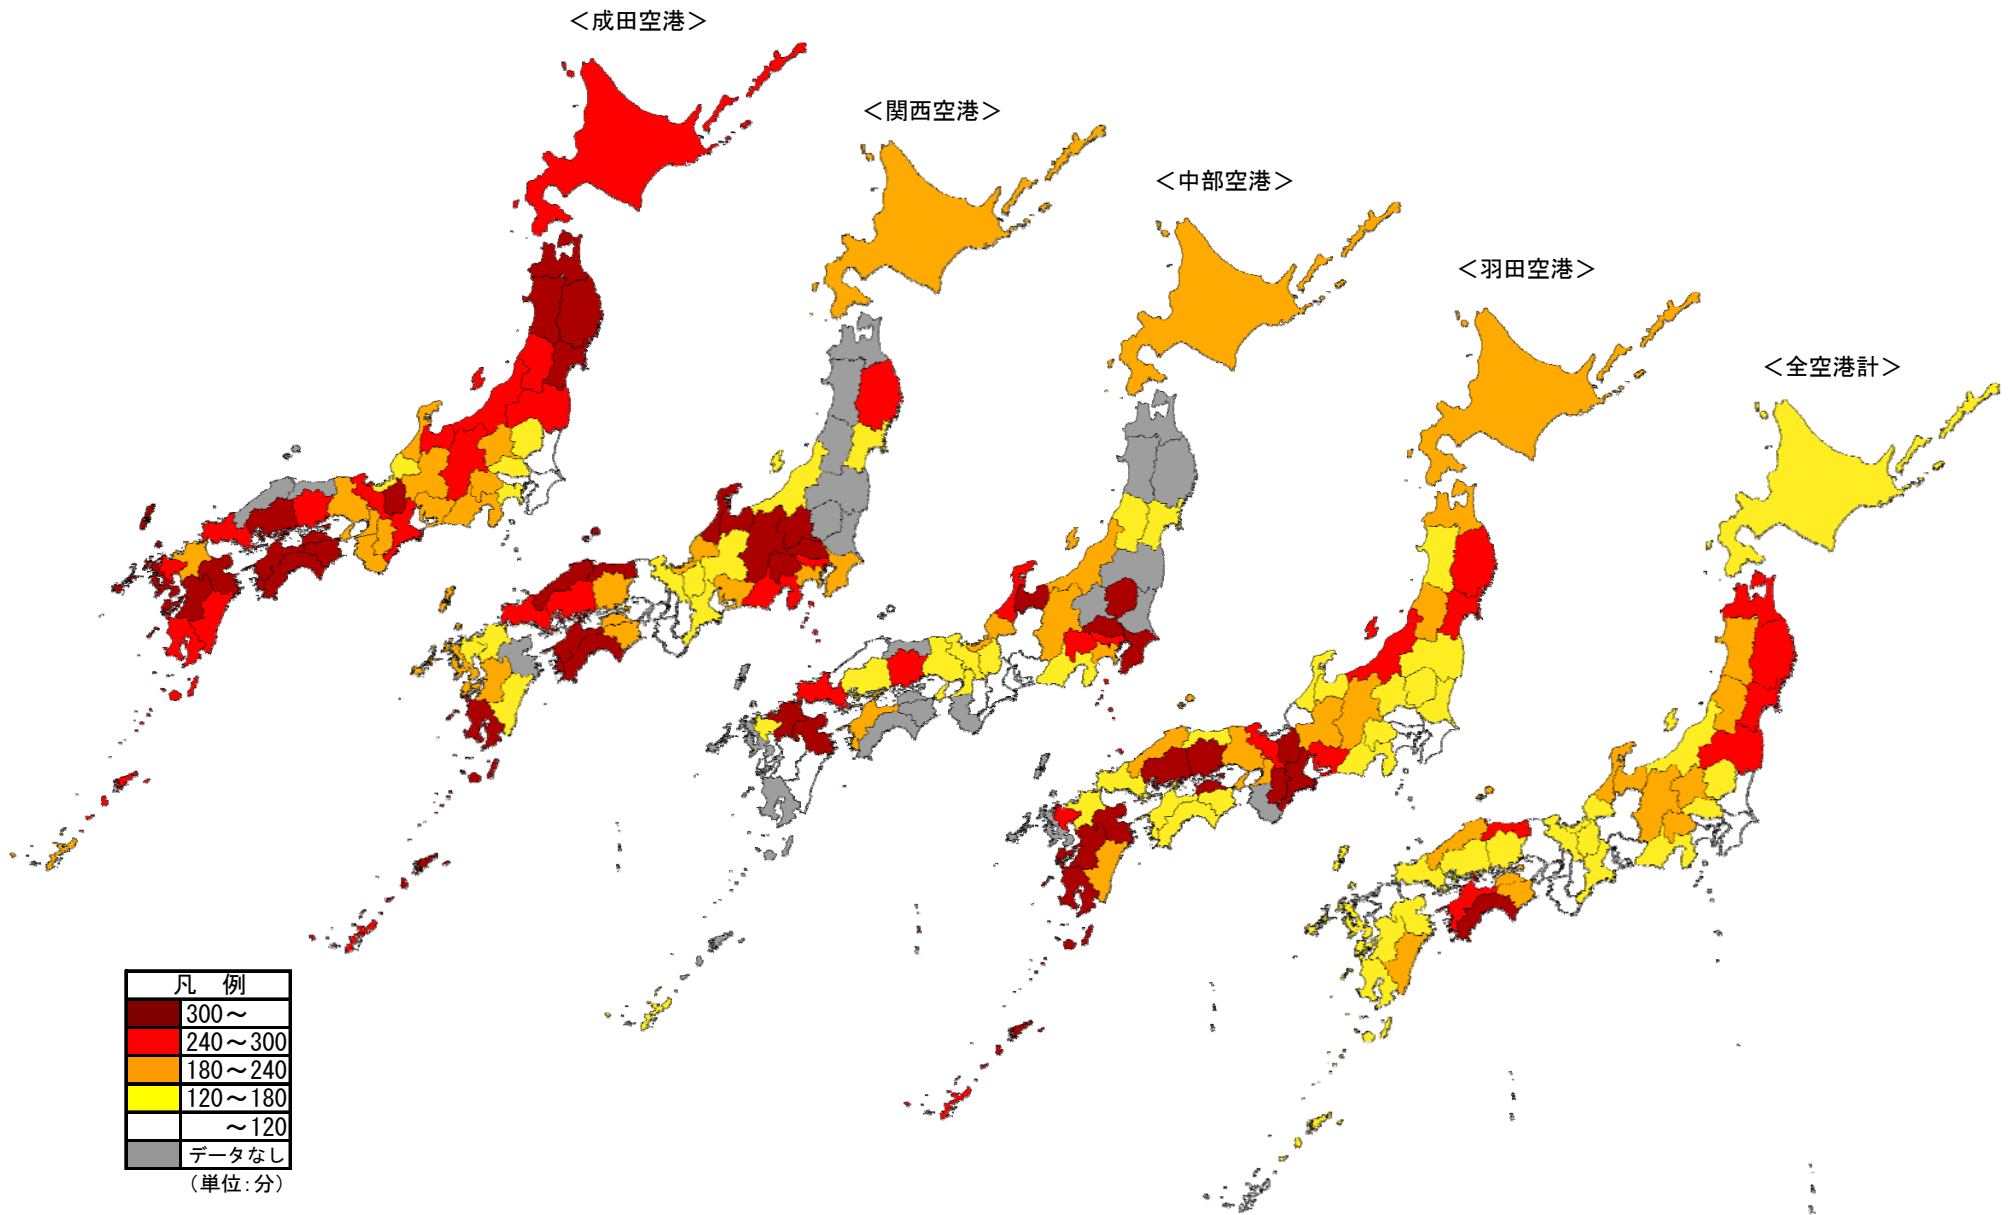 ＜成田空港＞
＜関西空港＞
＜中部空港＞
＜羽田空港＞
＜全空港計＞
凡 例
300～
240～300
180～240
120～180
～120
データなし
（単位：分）